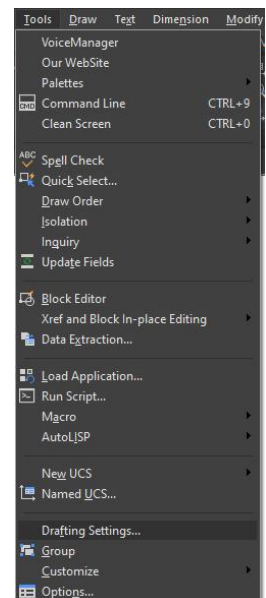 Tools Draw Text Dimension Modify
VoiceManager
Our WebSite
Palettes
CMD Command Line CTRL+9
Clean Screen CTRL+0
ABC Spell Check
Quick Select...
Draw Order
Isolation
Inquiry
Update Fields
Block Editor
Xref and Block In-place Editing
Data Extraction...
Load Application...
Run Script...
Macro
AutoLISP
New UCS
Named UCS...
Drafting Settings...
Group
Customize
Options...